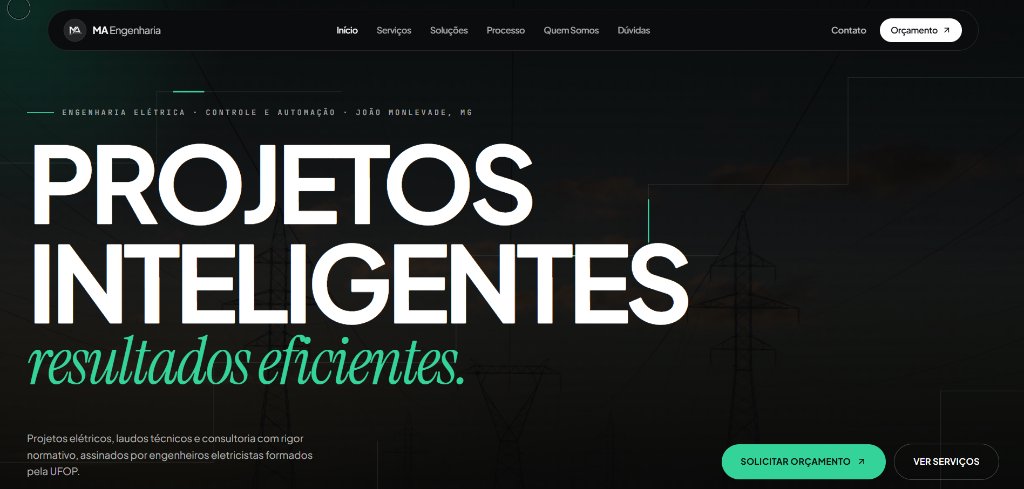 MA MA Engenharia Início Serviços Soluções Processo Quem Somos Dúvidas Contato Orçamento
ENGENHARIA ELÉTRICA · CONTROLE E AUTOMAÇÃO · JOÃO MONLEVADE, MG
PROJETOS
INTELIGENTES
resultados eficientes.
Projetos elétricos, laudos técnicos e consultoria com rigor
normativo, assinados por engenheiros eletricistas formados
pela UFOP.
SOLICITAR ORÇAMENTO VER SERVIÇOS